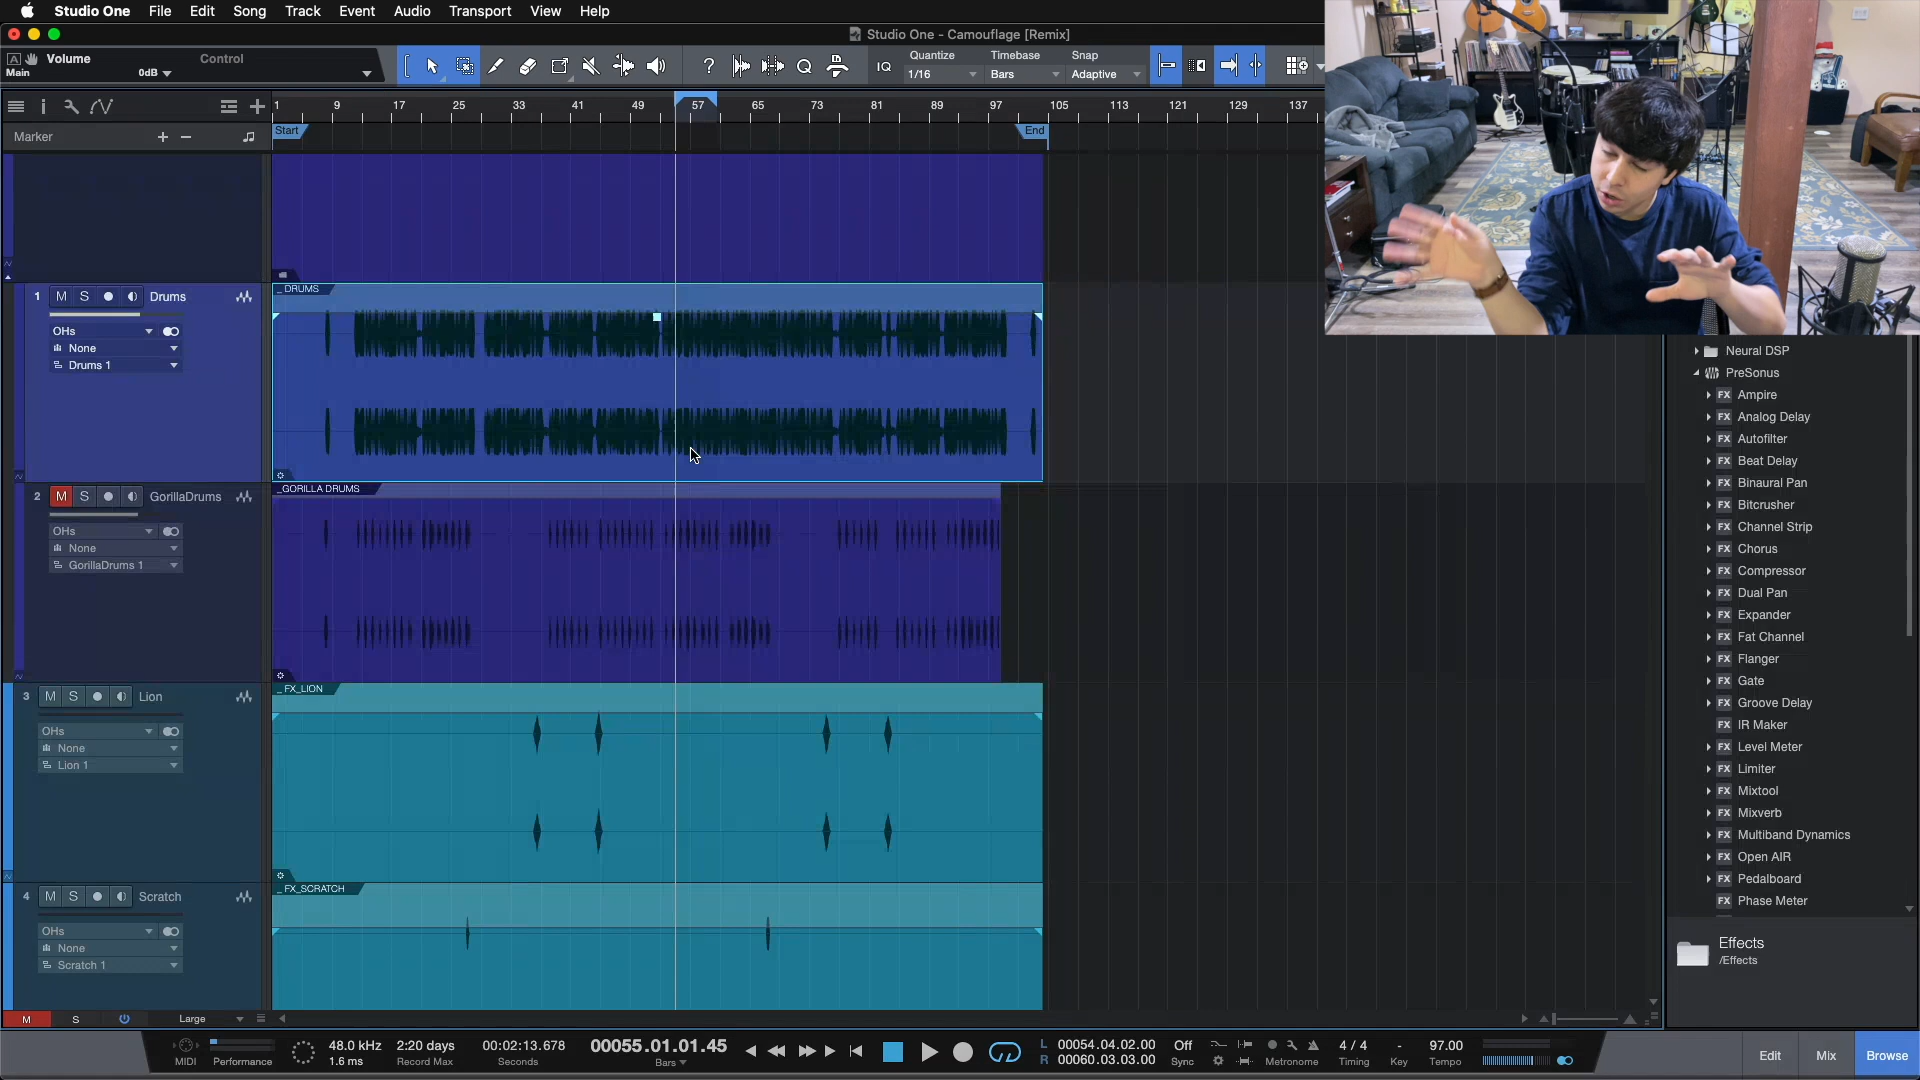 Studio One File Edit Song Track Event Audio Transport View Help
Studio One - Camouflage [Remix]
A Volume Control
Main 0dB
IQ Quantize Timebase Snap
1/16 Bars Adaptive
1 9 17 25 33 41 49 57 65 73 81 89 97 105 113 121 129 137
Marker Start End
_ DRUMS
1 M S Drums
OHs
None
Drums 1
_GORILLA DRUMS
2 M S GorillaDrums
OHs
None
GorillaDrums 1
_ FX_LION
3 M S Lion
OHs
None
Lion 1
_ FX_SCRATCH
4 M S Scratch
OHs
None
Scratch 1
M S Large
Neural DSP
PreSonus
FX Ampire
FX Analog Delay
FX Autofilter
FX Beat Delay
FX Binaural Pan
FX Bitcrusher
FX Channel Strip
FX Chorus
FX Compressor
FX Dual Pan
FX Expander
FX Fat Channel
FX Flanger
FX Gate
FX Groove Delay
FX IR Maker
FX Level Meter
FX Limiter
FX Mixtool
FX Mixverb
FX Multiband Dynamics
FX Open AIR
FX Pedalboard
FX Phase Meter
Effects
/Effects
48.0 kHz 2:20 days 00:02:13.678 00055.01.01.45 L 00054.04.02.00 Off 4 / 4 - 97.00
MIDI Performance 1.6 ms Record Max Seconds Bars R 00060.03.03.00 Sync Metronome Timing Key Tempo
Edit Mix Browse